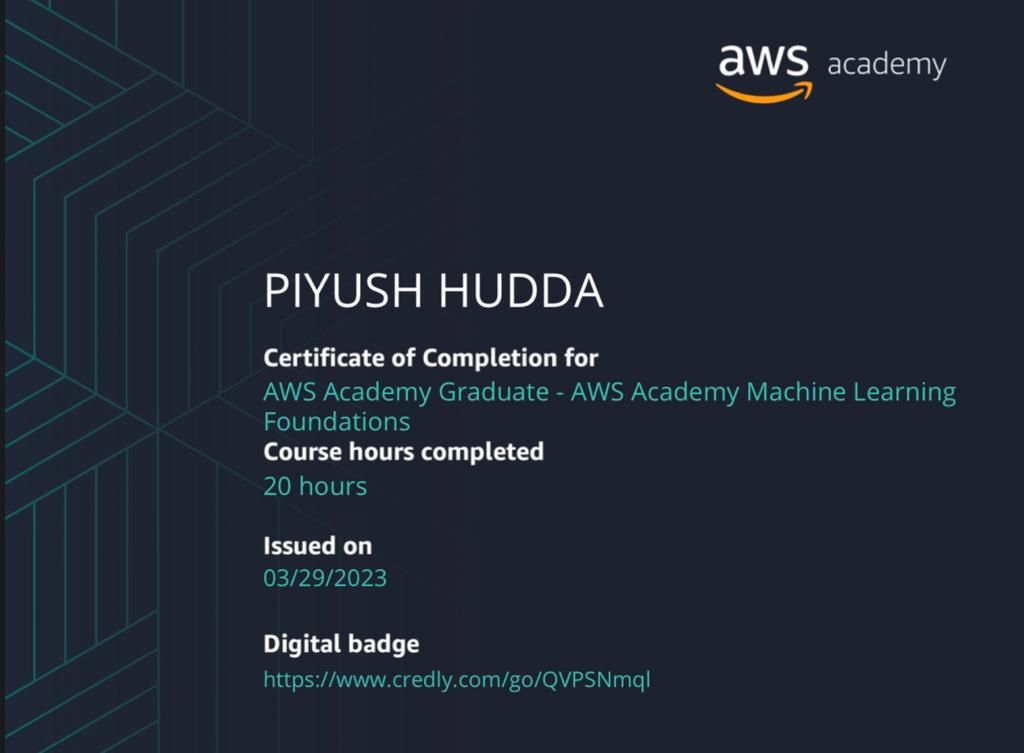 aws academy
PIYUSH HUDDA
Certificate of Completion for
AWS Academy Graduate - AWS Academy Machine Learning
Foundations
Course hours completed
20 hours
Issued on
03/29/2023
Digital badge
https://www.credly.com/go/QVPSNmql